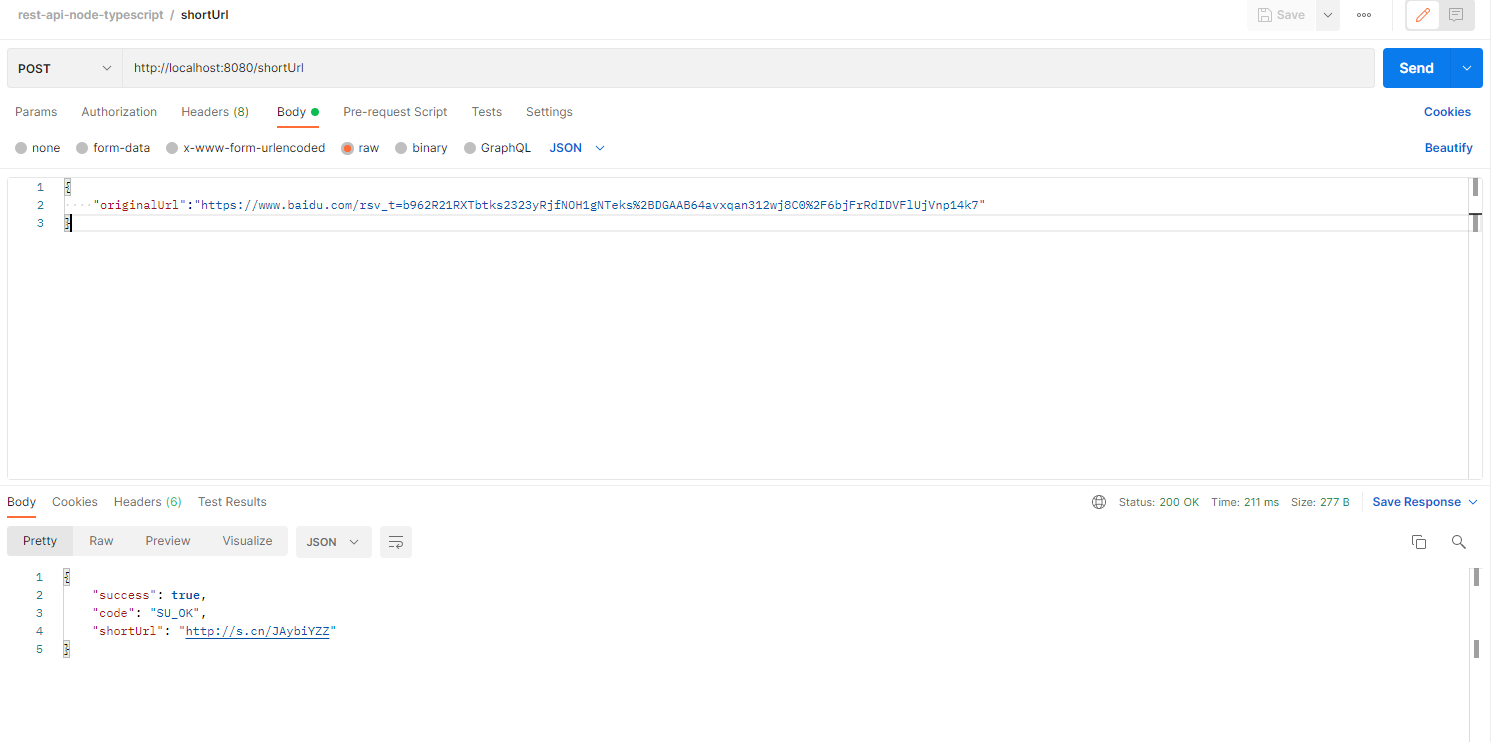 rest-api-node-typescript / shortUrl
Save
POST http://localhost:8080/shortUrl Send
Params Authorization Headers (8) Body Pre-request Script Tests Settings Cookies
none form-data x-www-form-urlencoded raw binary GraphQL JSON Beautify
1 {
2 "originalUrl":"https://www.baidu.com/rsv_t=b962R21RXTbtks2323yRjfNOH1gNTeks%2BDGAAB64avxqan312wj8C0%2F6bjFrRdIDVFlUjVnp14k7"
3 }
Body Cookies Headers (6) Test Results Status: 200 OK Time: 211 ms Size: 277 B Save Response
Pretty Raw Preview Visualize JSON
1 {
2 "success": true,
3 "code": "SU_OK",
4 "shortUrl": "http://s.cn/JAybiYZZ"
5 }